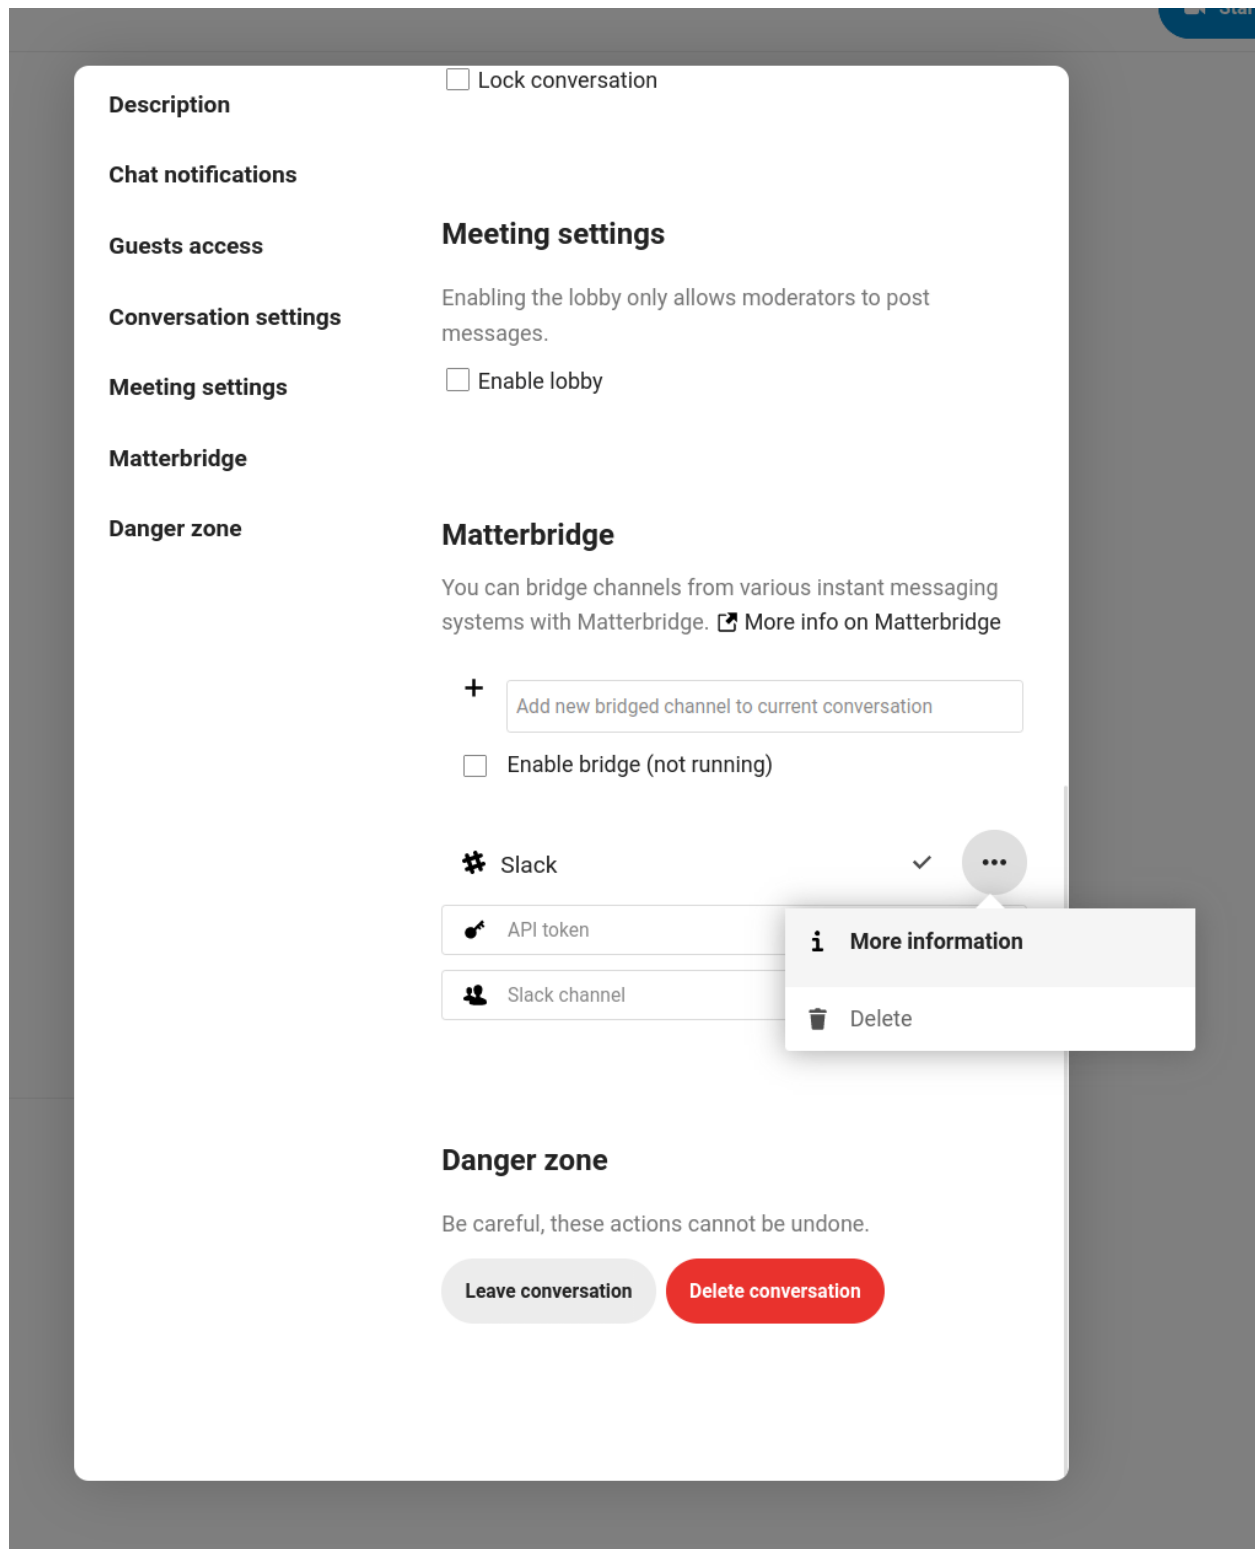 Description
Chat notifications
Guests access
Conversation settings
Meeting settings
Matterbridge
Danger zone
Lock conversation
Meeting settings
Enabling the lobby only allows moderators to post
messages.
Enable lobby
Matterbridge
You can bridge channels from various instant messaging
systems with Matterbridge. More info on Matterbridge
Add new bridged channel to current conversation
Enable bridge (not running)
Slack
API token
Slack channel
More information
Delete
Danger zone
Be careful, these actions cannot be undone.
Leave conversation
Delete conversation